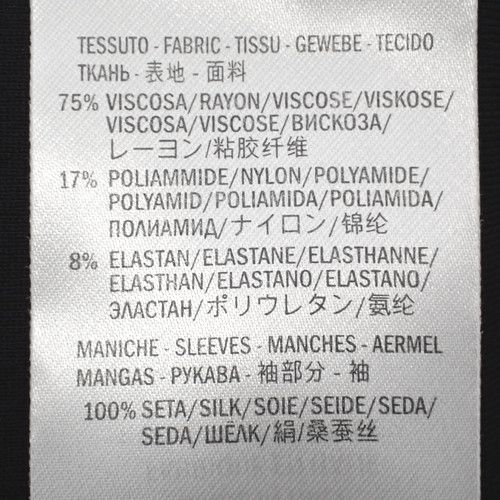 TESSUTO - FABRIC - TISSU - GEWEBE - TECIDO
ТКАНЬ - 表地 - 面料
75% VISCOSA/RAYON/VISCOSE/VISKOSE/
VISCOSA/VISCOSE/ВИСКОЗА/
レーヨン/粘胶纤维
17% POLIAMMIDE/NYLON/POLYAMIDE/
POLYAMID/POLIAMIDA/POLIAMIDA/
ПОЛИАМИД/ナイロン/锦纶
8% ELASTAN/ELASTANE/ELASTHANNE/
ELASTHAN/ELASTANO/ELASTANO/
ЭЛАСТАН/ポリウレタン/氨纶
MANICHE - SLEEVES - MANCHES - AERMEL
MANGAS - РУКАВА - 袖部分 - 袖
100% SETA/SILK/SOIE/SEIDE/SEDA/
SEDA/ШЁЛК/絹/桑蚕丝